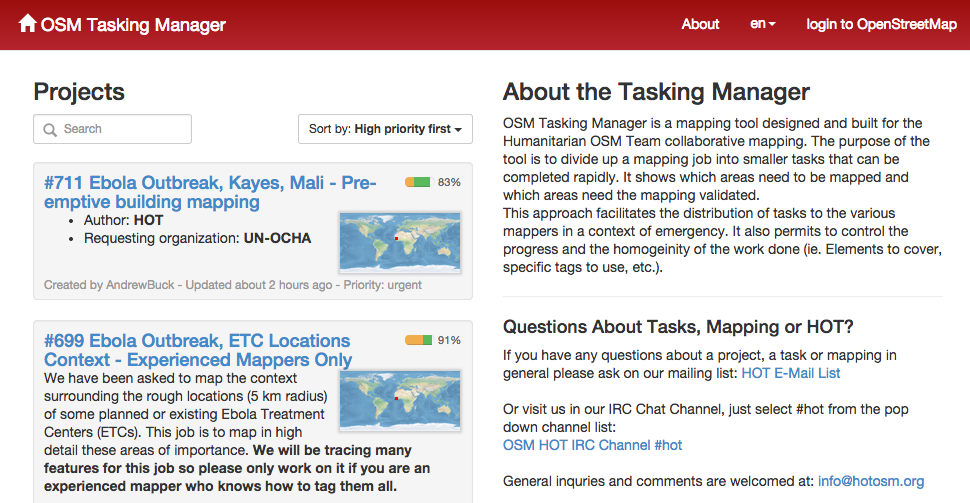 OSM Tasking Manager
About
en
login to OpenStreetMap
Projects
Search
Sort by: High priority first
#711 Ebola Outbreak, Kayes, Mali - Pre-
emptive building mapping
83%
Author: HOT
Requesting organization: UN-OCHA
Created by AndrewBuck - Updated about 2 hours ago - Priority: urgent
#699 Ebola Outbreak, ETC Locations
Context - Experienced Mappers Only
91%
We have been asked to map the context
surrounding the rough locations (5 km radius)
of some planned or existing Ebola Treatment
Centers (ETCs). This job is to map in high
detail these areas of importance. We will be tracing many
features for this job so please only work on it if you are an
experienced mapper who knows how to tag them all.
About the Tasking Manager
OSM Tasking Manager is a mapping tool designed and built for the
Humanitarian OSM Team collaborative mapping. The purpose of the
tool is to divide up a mapping job into smaller tasks that can be
completed rapidly. It shows which areas need to be mapped and
which areas need the mapping validated.
This approach facilitates the distribution of tasks to the various
mappers in a context of emergency. It also permits to control the
progress and the homogeinity of the work done (ie. Elements to cover,
specific tags to use, etc.).
Questions About Tasks, Mapping or HOT?
If you have any questions about a project, a task or mapping in
general please ask on our mailing list: HOT E-Mail List
Or visit us in our IRC Chat Channel, just select #hot from the pop
down channel list:
OSM HOT IRC Channel #hot
General inquries and comments are welcomed at: info@hotosm.org